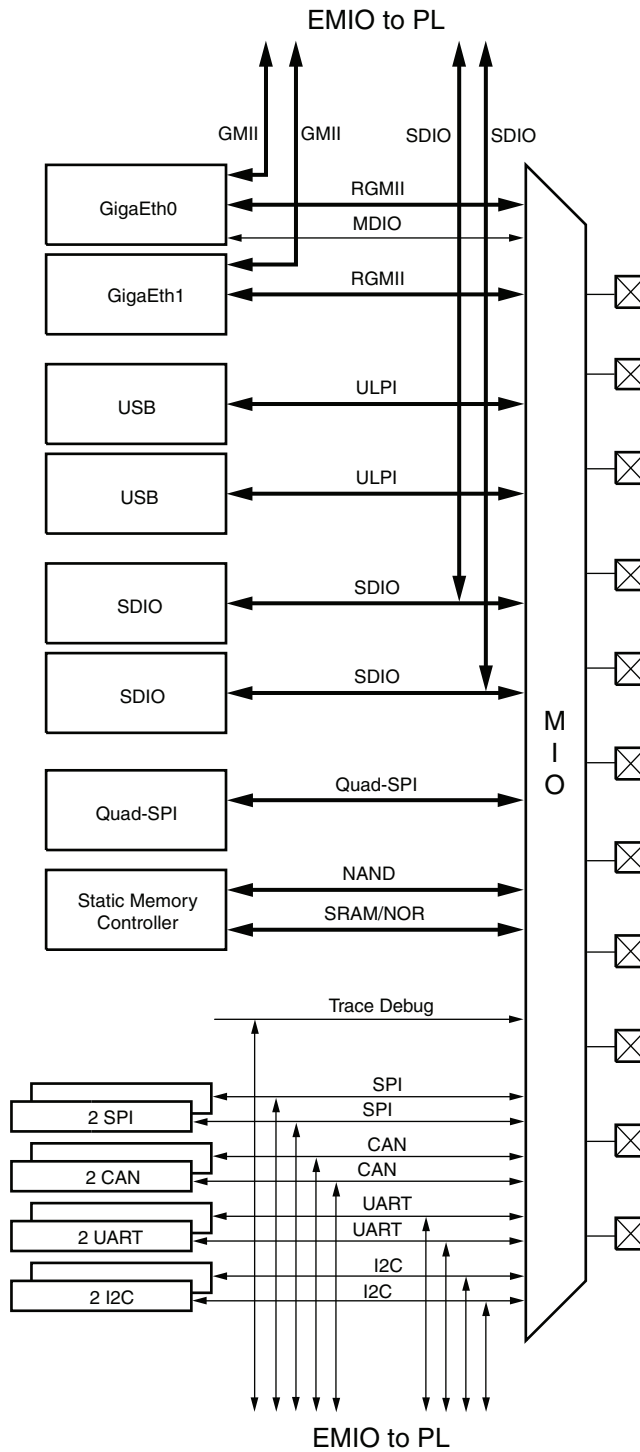 EMIO to PL
GMII
GMII
SDIO
SDIO
GigaEth0
RGMII
MDIO
GigaEth1
RGMII
USB
ULPI
USB
ULPI
SDIO
SDIO
SDIO
SDIO
M
I
O
Quad-SPI
Quad-SPI
Static Memory
Controller
NAND
SRAM/NOR
Trace Debug
SPI
2 SPI
SPI
CAN
2 CAN
CAN
UART
2 UART
UART
I2C
2 I2C
I2C
EMIO to PL